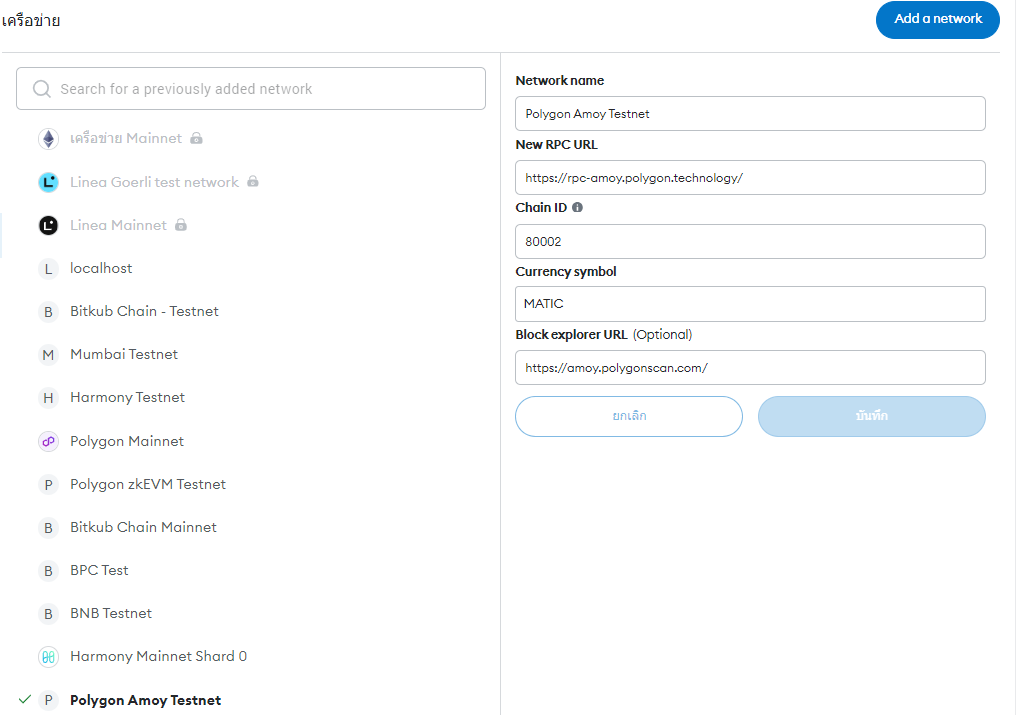 เครือข่าย
Add a network
Search for a previously added network
เครือข่าย Mainnet
L Linea Goerli test network
L Linea Mainnet
L localhost
B Bitkub Chain - Testnet
M Mumbai Testnet
H Harmony Testnet
Polygon Mainnet
P Polygon zkEVM Testnet
B Bitkub Chain Mainnet
B BPC Test
B BNB Testnet
Harmony Mainnet Shard 0
P Polygon Amoy Testnet
Network name
Polygon Amoy Testnet
New RPC URL
https://rpc-amoy.polygon.technology/
Chain ID
80002
Currency symbol
MATIC
Block explorer URL (Optional)
https://amoy.polygonscan.com/
ยกเลิก
บันทึก